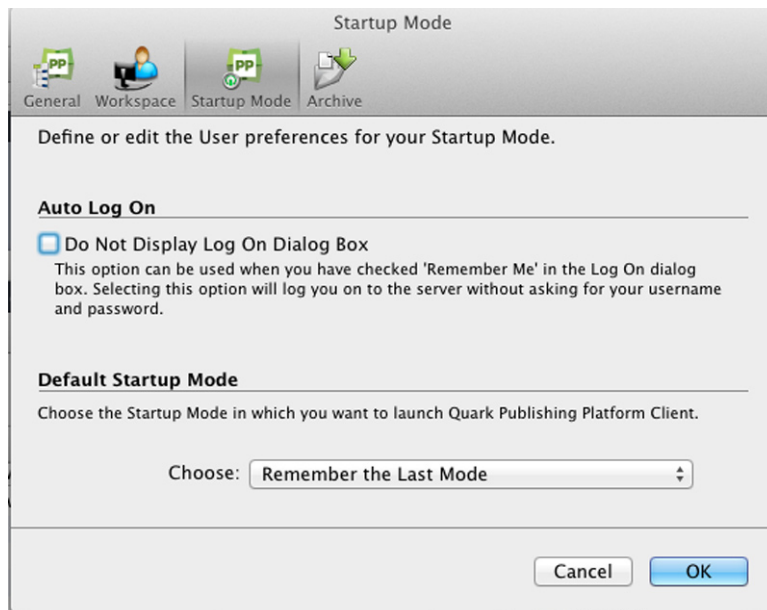 Startup Mode
General Workspace Startup Mode Archive
Define or edit the User preferences for your Startup Mode.
Auto Log On
Do Not Display Log On Dialog Box
This option can be used when you have checked 'Remember Me' in the Log On dialog
box. Selecting this option will log you on to the server without asking for your username
and password.
Default Startup Mode
Choose the Startup Mode in which you want to launch Quark Publishing Platform Client.
Choose: Remember the Last Mode
Cancel OK